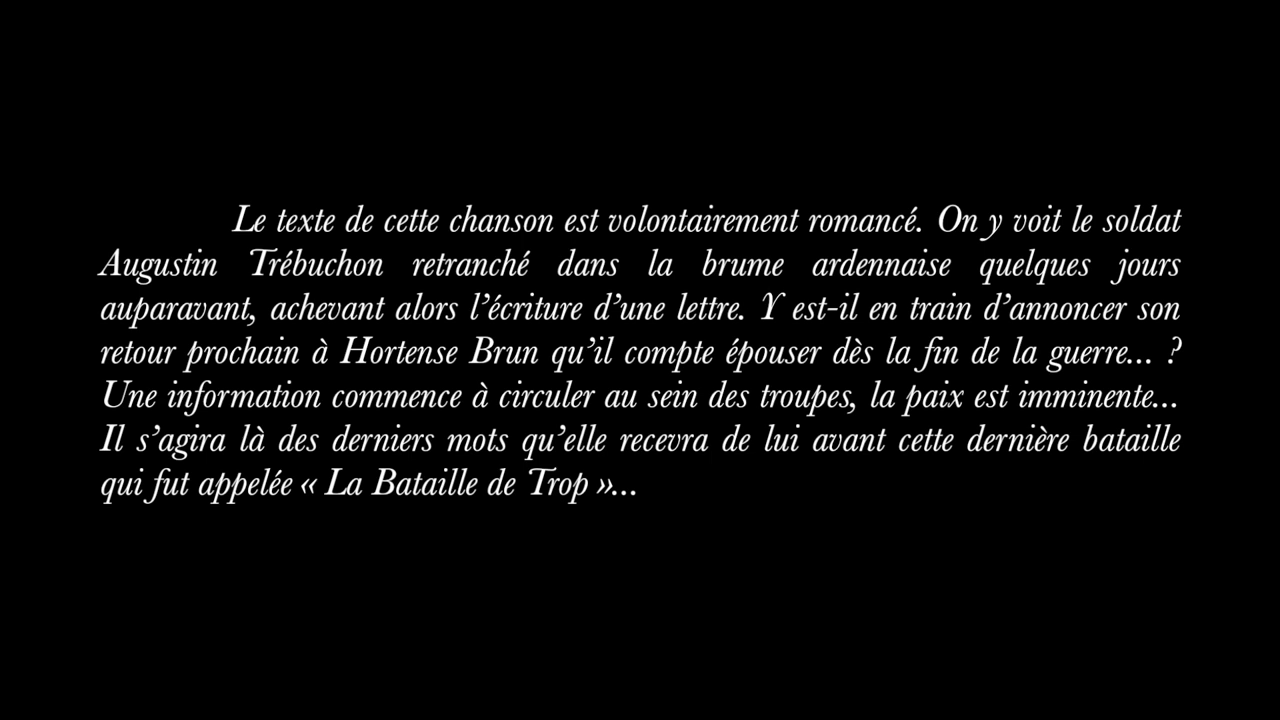 Le texte de cette chanson est volontairement romancé. On y voit le soldat
Augustin Trébuchon retranché dans la brume ardennaise quelques jours
auparavant, achevant alors l’écriture d’une lettre. Y est-il en train d’annoncer son
retour prochain à Hortense Brun qu’il compte épouser dès la fin de la guerre... ?
Une information commence à circuler au sein des troupes, la paix est imminente...
Il s’agira là des derniers mots qu’elle recevra de lui avant cette dernière bataille
qui fut appelée « La Bataille de Trop »...